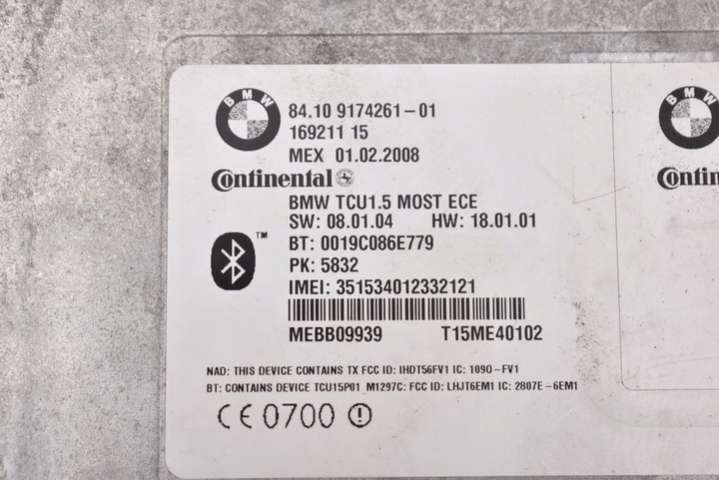 BMW
84.10 9174261-01
169211 15
MEX 01.02.2008
Continental
BMW TCU1.5 MOST ECE
SW: 08.01.04 HW: 18.01.01
BT: 0019C086E779
PK: 5832
IMEI: 351534012332121
MEBB09939 T15ME40102
NAD: THIS DEVICE CONTAINS TX FCC ID: IHDT56FV1 IC: 1090-FV1
BT: CONTAINS DEVICE TCU15P01 M1297C: FCC ID: LHJT6EM1 IC: 2807E-6EM1
CE 0700
BMW
Contin